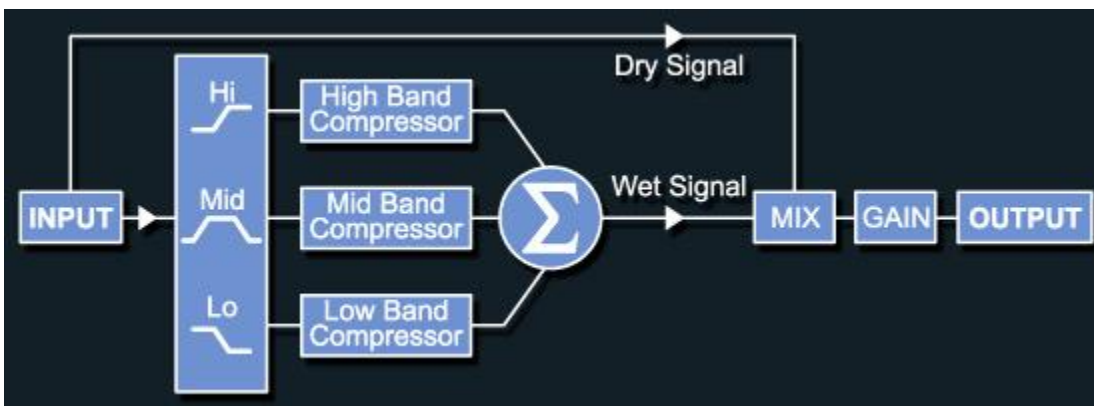 Dry Signal
Hi
High Band
Compressor
INPUT
Mid
Mid Band
Compressor
Σ
Wet Signal
MIX
GAIN
OUTPUT
Lo
Low Band
Compressor